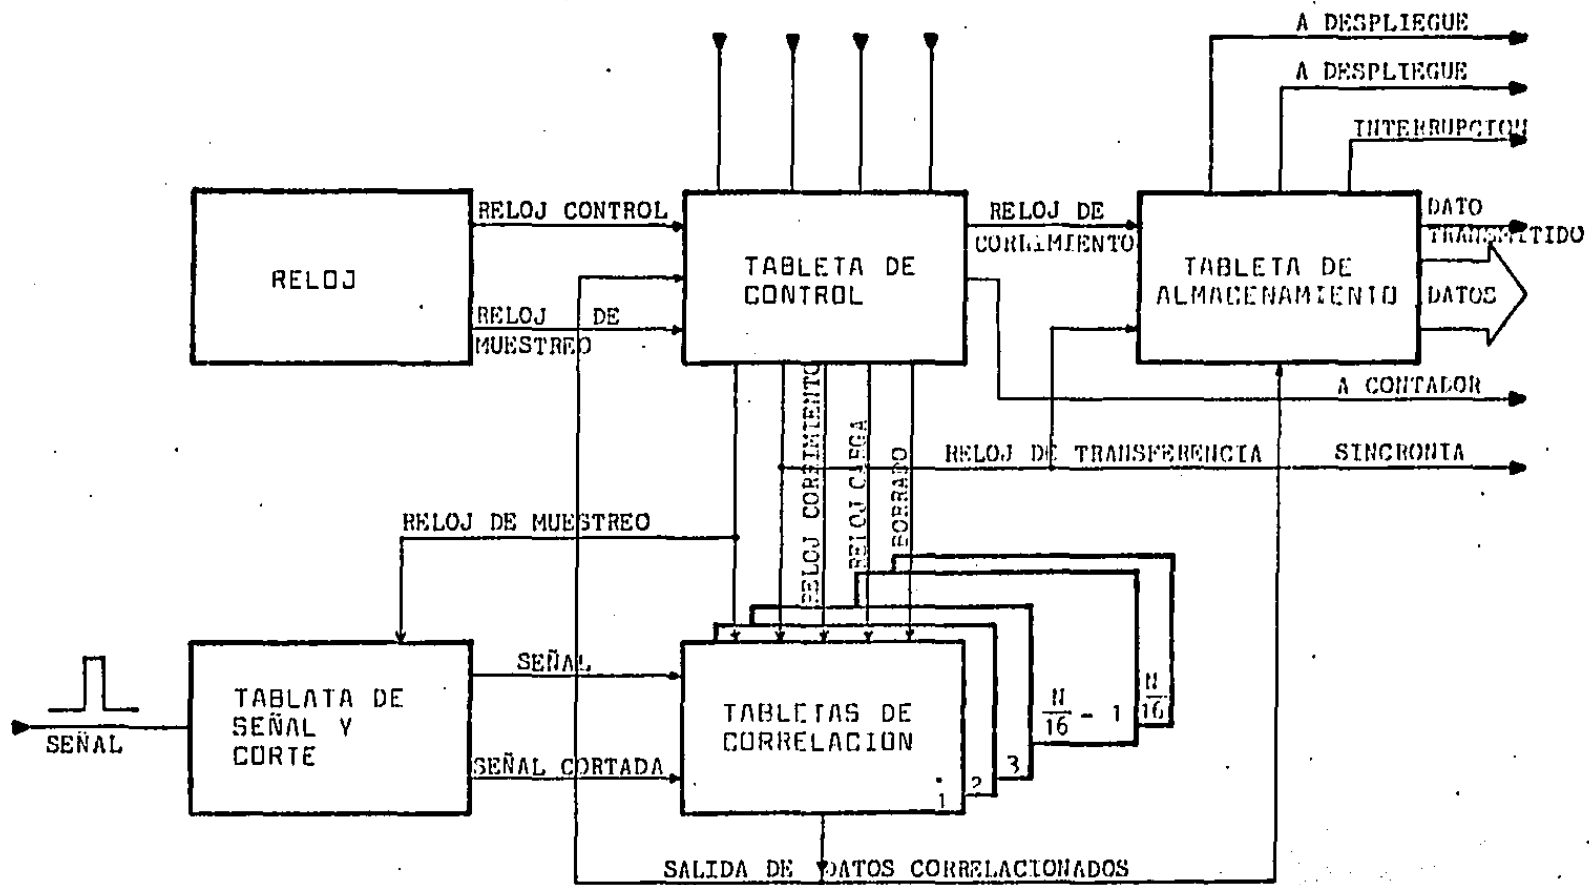 A DESPLIEGUE
A DESPLIEGUE
INTERRUPCION
RELOJ CONTROL
RELOJ DE
CORRIMIENTO
DATO
TRANSMITIDO
RELOJ
TABLETA DE
CONTROL
TABLETA DE
ALMACENAMIENTO
DATOS
RELOJ DE
MUESTREO
A CONTADOR
RELOJ DE TRANSFERENCIA
SINCRONIA
RELOJ CORRIMIENTO
RELOJ CARGA
BORRADO
RELOJ DE MUESTREO
SEÑAL
TABLATA DE
SEÑAL Y
CORTE
SEÑAL
SEÑAL CORTADA
TABLETAS DE
CORRELACION
1
2
3
N
16 - 1
N
16
SALIDA DE DATOS CORRELACIONADOS